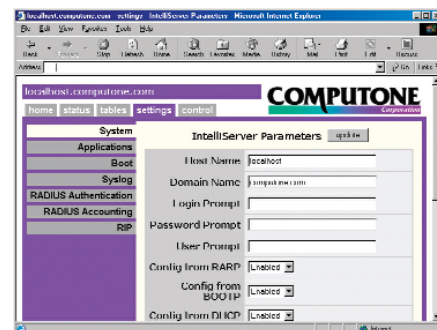 localhost.computone.com settings IntelliServer Parameters Microsoft Internet Explorer
File Edit View Favorites Tools Help
Back Stop Refresh Home Search Favorites Media History Mail Print Edit Discuss
Address Go Links
localhost.computone.com
COMPUTONE
Corporation
home status tables settings control
System
Applications
Boot
Syslog
RADIUS Authentication
RADIUS Accounting
RIP
IntelliServer Parameters update
Host Name localhost
Domain Name computone.com
Login Prompt
Password Prompt
User Prompt
Config from RARP Enabled
Config from BOOTP Enabled
Config from DHCP Enabled
Internet